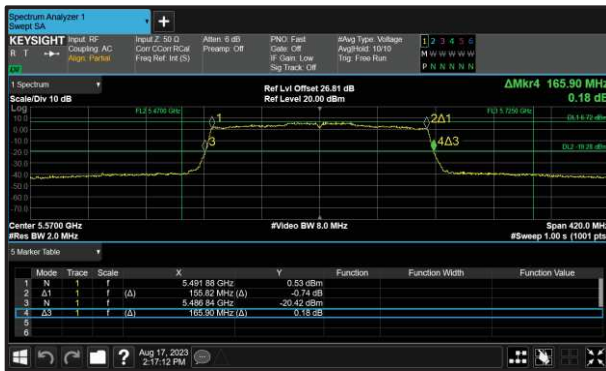 Spectrum Analyzer 1
Swept SA
+
KEYSIGHT
R T
Input: RF
Coupling: AC
Align: Partial
Input Z: 50 Ω
Corr CCorr RCal
Freq Ref: Int (S)
Atten: 6 dB
Preamp: Off
PNO: Fast
Gate: Off
IF Gain: Low
Sig Track: Off
#Avg Type: Voltage
Avg|Hold: 10/10
Trig: Free Run
1 2 3 4 5 6
M W W W W W
P N N N N N
1 Spectrum
Scale/Div 10 dB
Ref Lvl Offset 26.81 dB
Ref Level 20.00 dBm
ΔMkr4 165.90 MHz
0.18 dB
Log
10.0
0.00
-10.0
-20.0
-30.0
-40.0
-50.0
-60.0
-70.0
FL2 5.4700 GHz
1
3
2Δ1
4Δ3
DL1 6.72 dBm
Center 5.5700 GHz
#Res BW 2.0 MHz
#Video BW 8.0 MHz
Span 420.0 MHz
#Sweep 1.00 s (1001 pts)
5 Marker Table
Mode Trace Scale X Y Function Function Width Function Value
1 N 1 f 5.491 88 GHz 0.53 dBm
2 Δ1 1 f (Δ) 155.82 MHz (Δ) -0.74 dB
3 N 1 f 5.486 84 GHz -20.42 dBm
4 Δ3 1 f (Δ) 165.90 MHz (Δ) 0.18 dB
5
6
?
Aug 17, 2023
2:17:12 PM